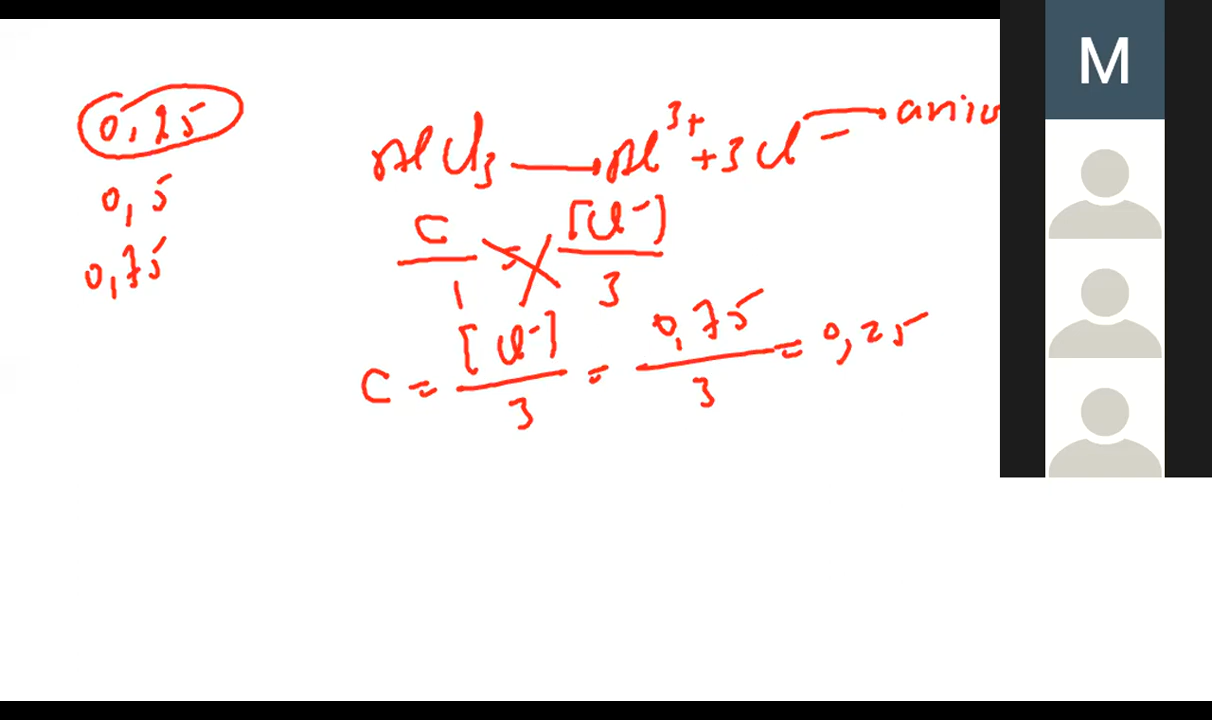 0,25
0,5
0,75
AlCl3 → Al3+ + 3Cl- → anio
C/1 = [Cl-]/3
C = [Cl-]/3 = 0,75/3 = 0,25
M